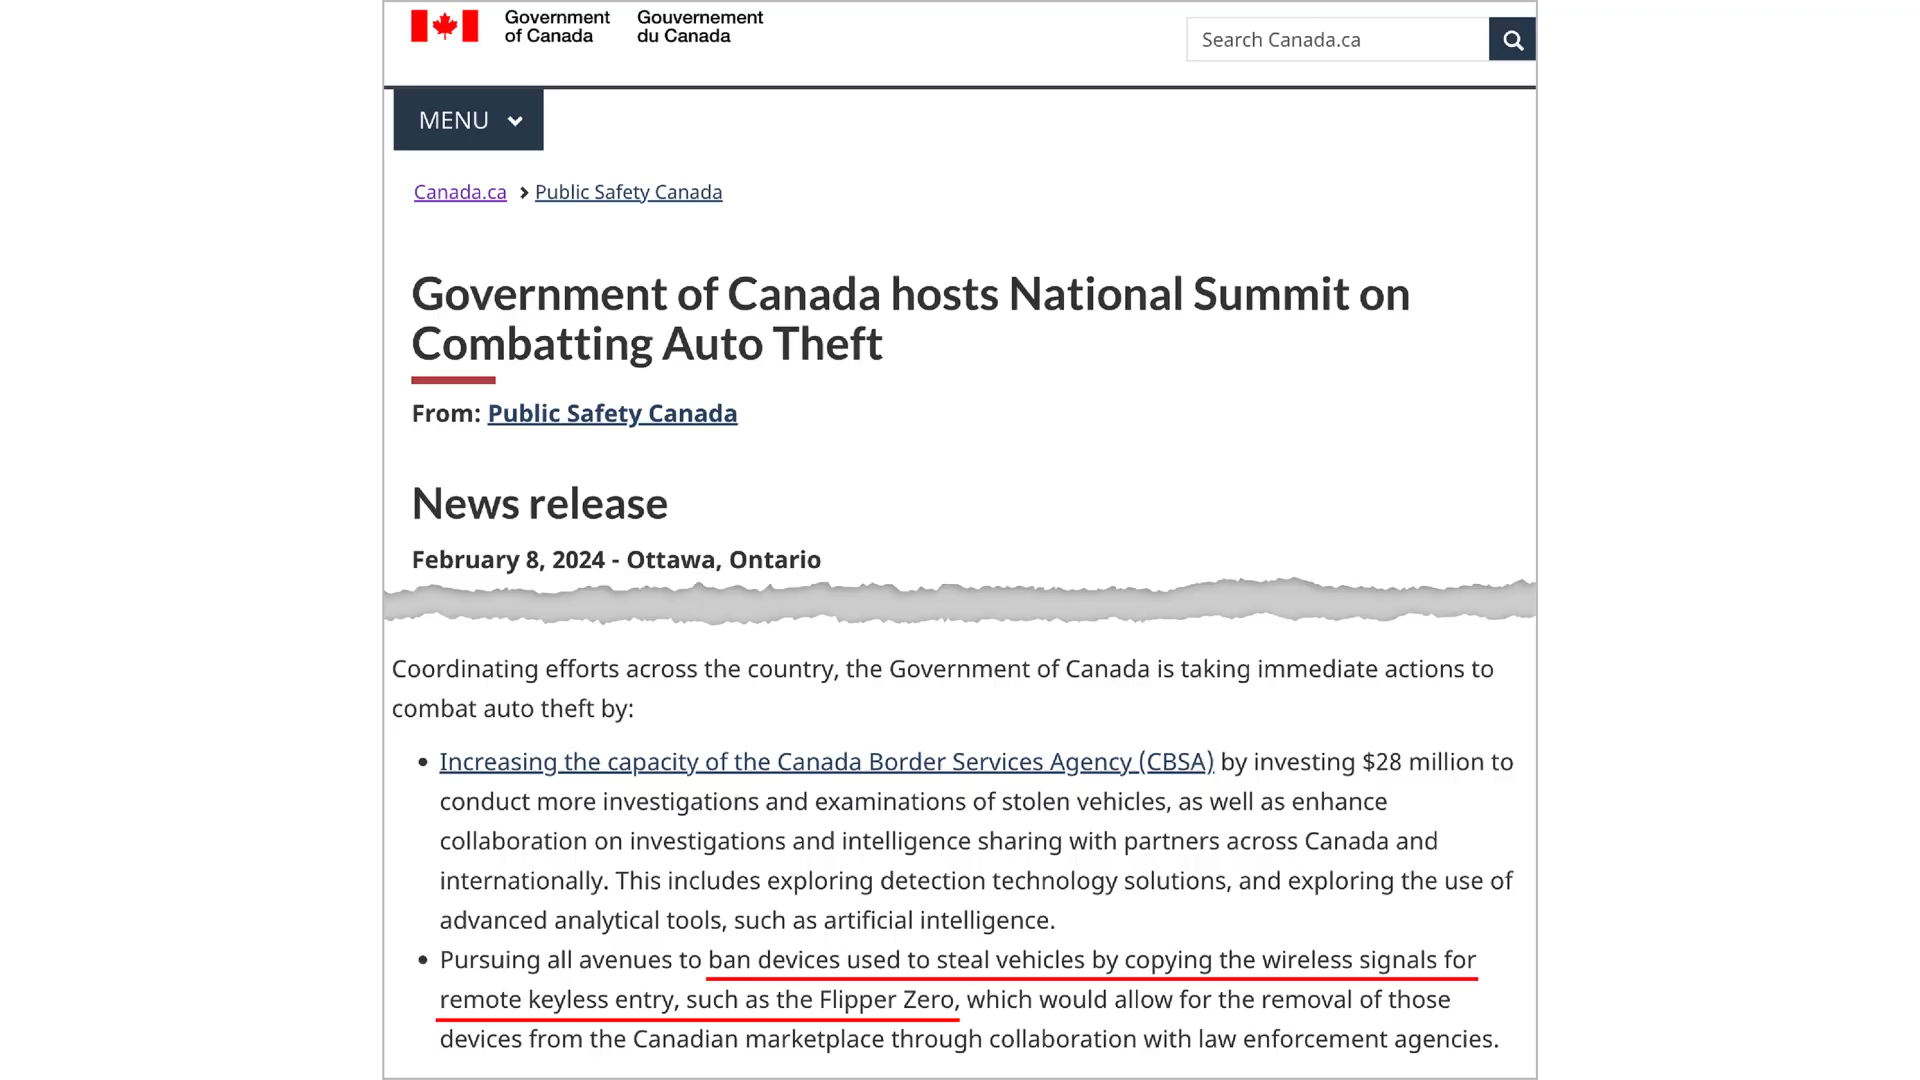 Government of Canada
Gouvernement du Canada
Search Canada.ca
MENU
Canada.ca > Public Safety Canada
Government of Canada hosts National Summit on
Combatting Auto Theft
From: Public Safety Canada
News release
February 8, 2024 - Ottawa, Ontario
Coordinating efforts across the country, the Government of Canada is taking immediate actions to
combat auto theft by:
• Increasing the capacity of the Canada Border Services Agency (CBSA) by investing $28 million to
conduct more investigations and examinations of stolen vehicles, as well as enhance
collaboration on investigations and intelligence sharing with partners across Canada and
internationally. This includes exploring detection technology solutions, and exploring the use of
advanced analytical tools, such as artificial intelligence.
• Pursuing all avenues to ban devices used to steal vehicles by copying the wireless signals for
remote keyless entry, such as the Flipper Zero, which would allow for the removal of those
devices from the Canadian marketplace through collaboration with law enforcement agencies.